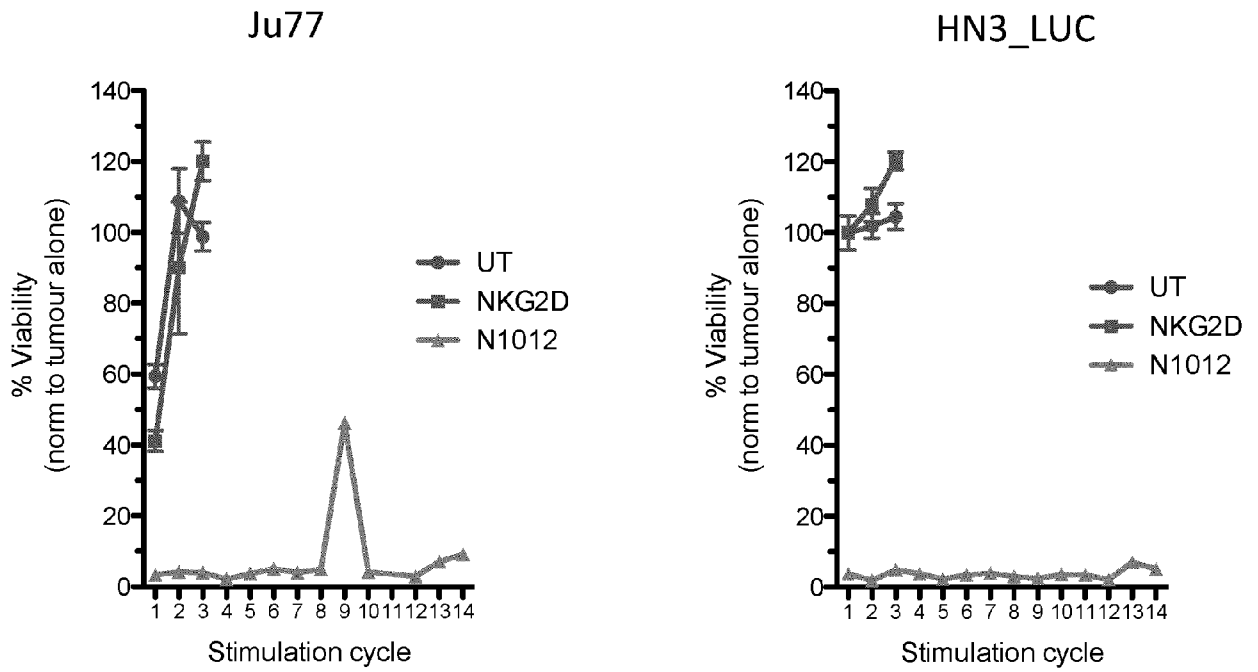 Ju77
140
120
100
80
60
40
20
0
% Viability
(norm to tumour alone)
1 2 3 4 5 6 7 8 9 10 11 12 13 14
Stimulation cycle
UT
NKG2D
N1012
HN3_LUC
140
120
100
80
60
40
20
0
% Viability
(norm to tumour alone)
1 2 3 4 5 6 7 8 9 10 11 12 13 14
Stimulation cycle
UT
NKG2D
N1012